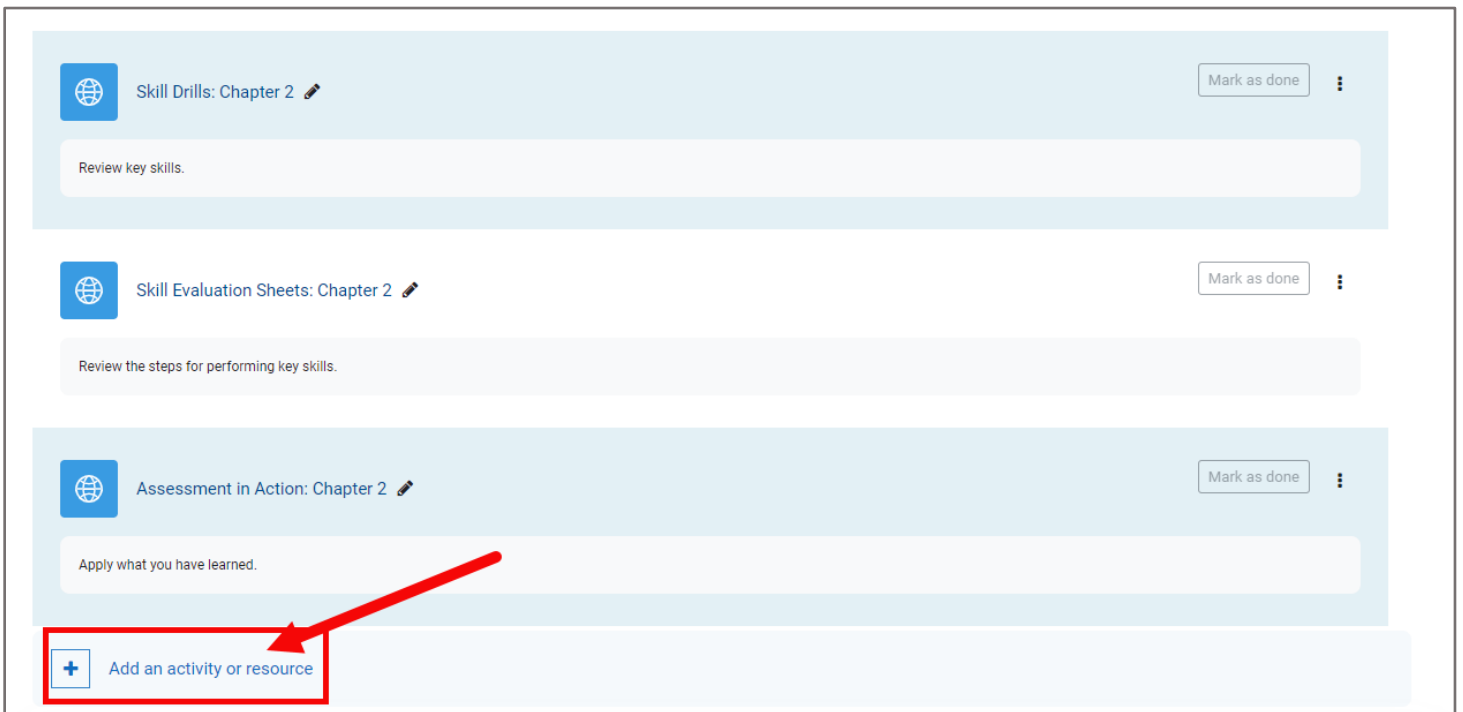 Skill Drills: Chapter 2
Mark as done
Review key skills.
Skill Evaluation Sheets: Chapter 2
Mark as done
Review the steps for performing key skills.
Assessment in Action: Chapter 2
Mark as done
Apply what you have learned.
Add an activity or resource